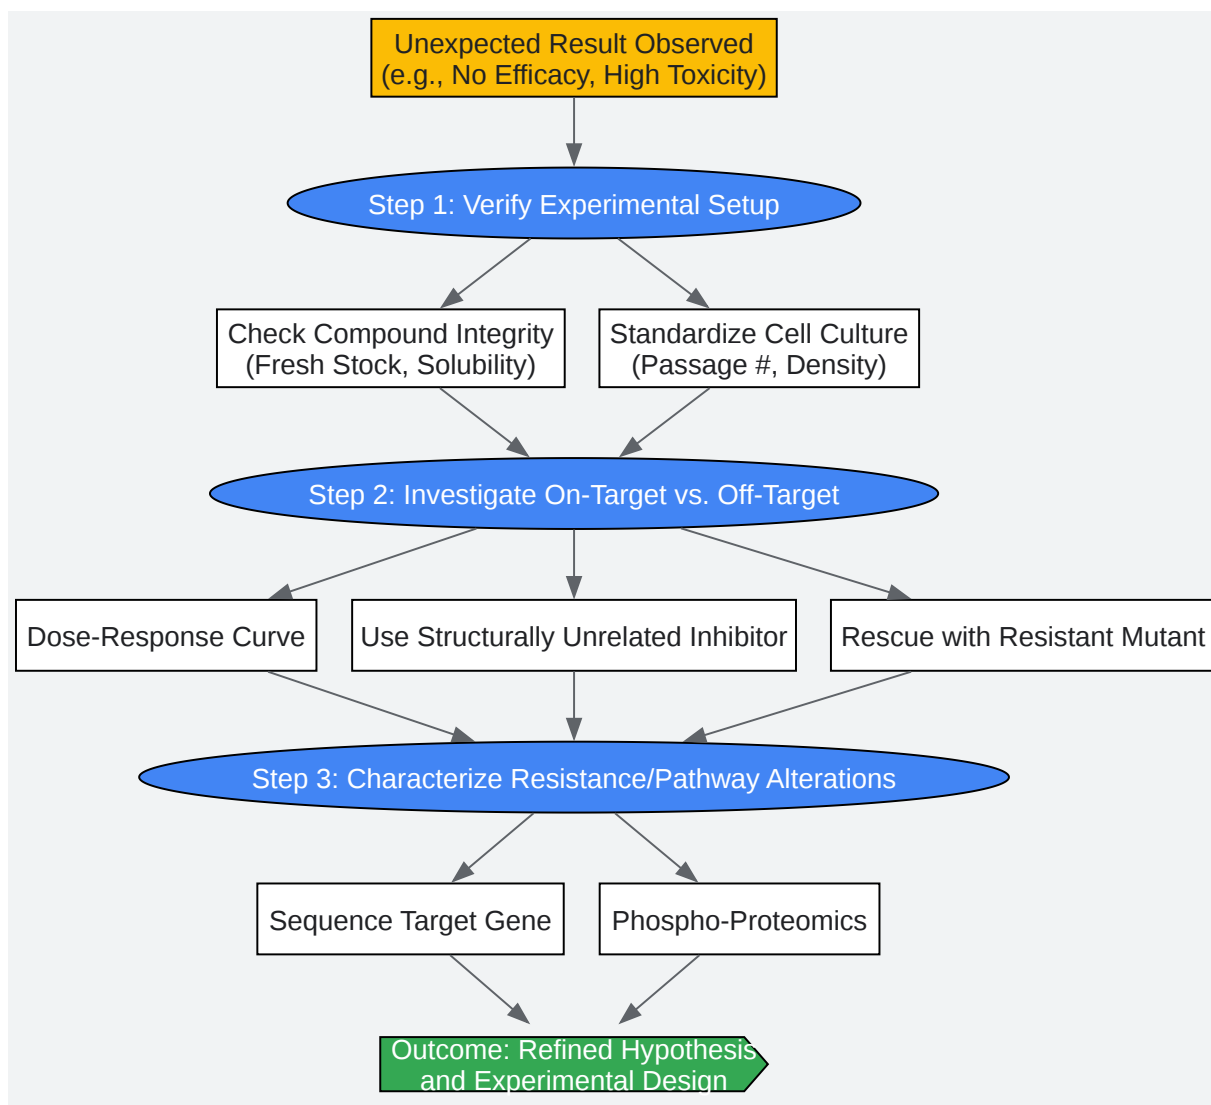 Unexpected Result Observed
(e.g., No Efficacy, High Toxicity)
Step 1: Verify Experimental Setup
Check Compound Integrity
(Fresh Stock, Solubility)
Standardize Cell Culture
(Passage #, Density)
Step 2: Investigate On-Target vs. Off-Target
Dose-Response Curve
Use Structurally Unrelated Inhibitor
Rescue with Resistant Mutant
Step 3: Characterize Resistance/Pathway Alterations
Sequence Target Gene
Phospho-Proteomics
Outcome: Refined Hypothesis
and Experimental Design